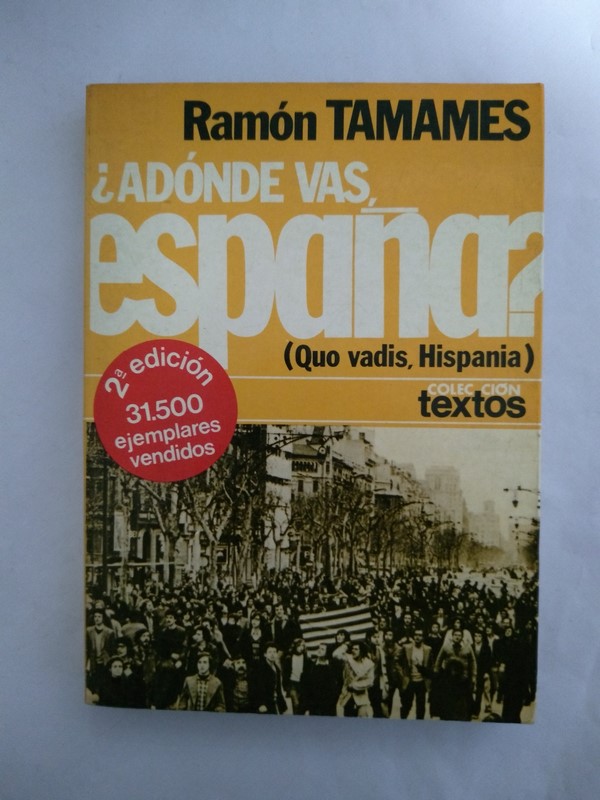 Ramón TAMAMES
¿ADÓNDE VAS,
españa?
(Quo vadis, Hispania)
2ª edición
31.500
ejemplares
vendidos
COLECCIÓN
textos